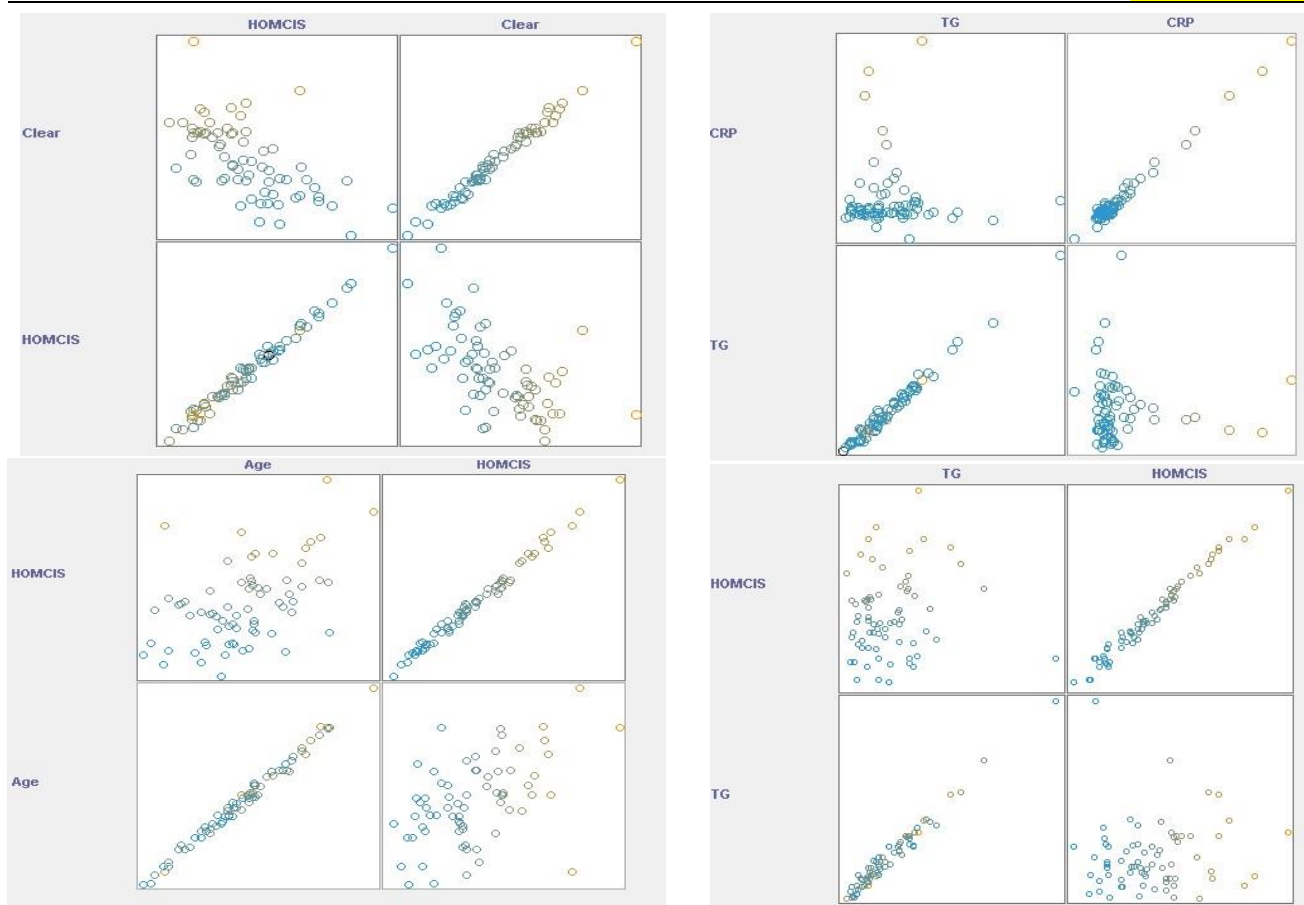 HOMCIS Clear
Clear
HOMCIS
TG CRP
CRP
TG
Age HOMCIS
HOMCIS
Age
TG HOMCIS
HOMCIS
TG